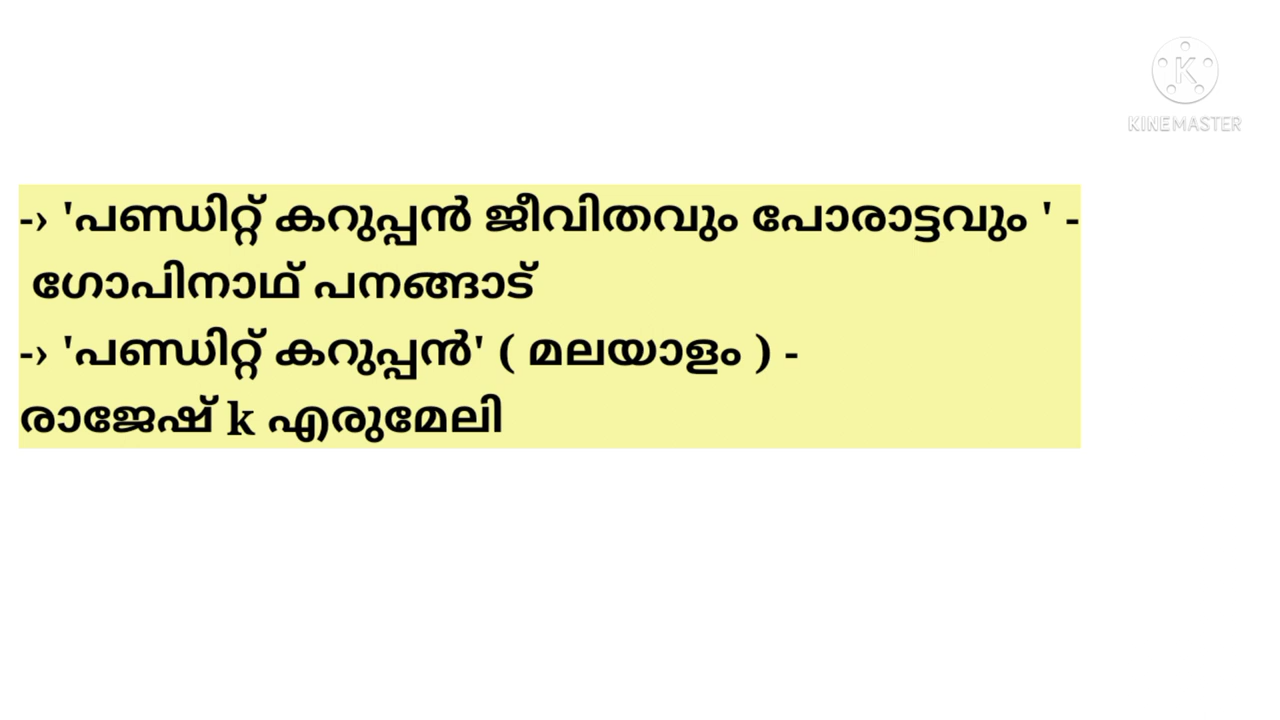 KINEMASTER
-› 'പണ്ഡിറ്റ് കറുപ്പൻ ജീവിതവും പോരാട്ടവും ' -
ഗോപിനാഥ് പനങ്ങാട്
-› 'പണ്ഡിറ്റ് കറുപ്പൻ' ( മലയാളം ) -
രാജേഷ് k എരുമേലി